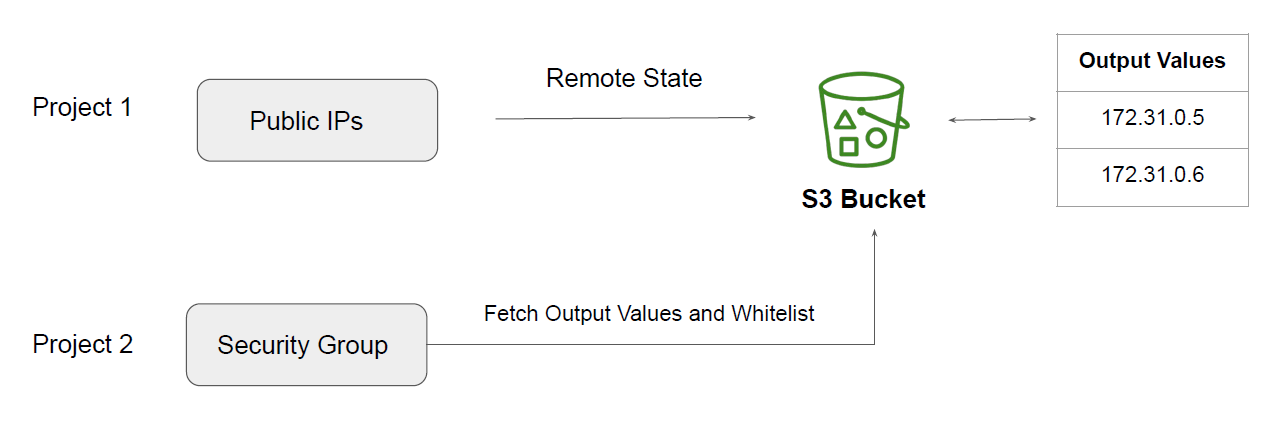 Project 1
Public IPs
Remote State
S3 Bucket
Output Values
172.31.0.5
172.31.0.6
Project 2
Security Group
Fetch Output Values and Whitelist